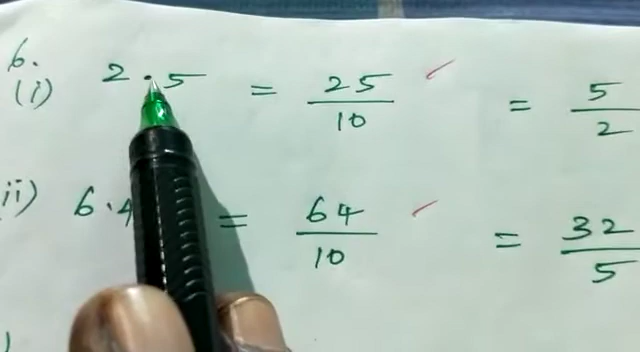 6.
(i) 2.5 = 25/10 = 5/2
ii) 6.4 = 64/10 = 32/5